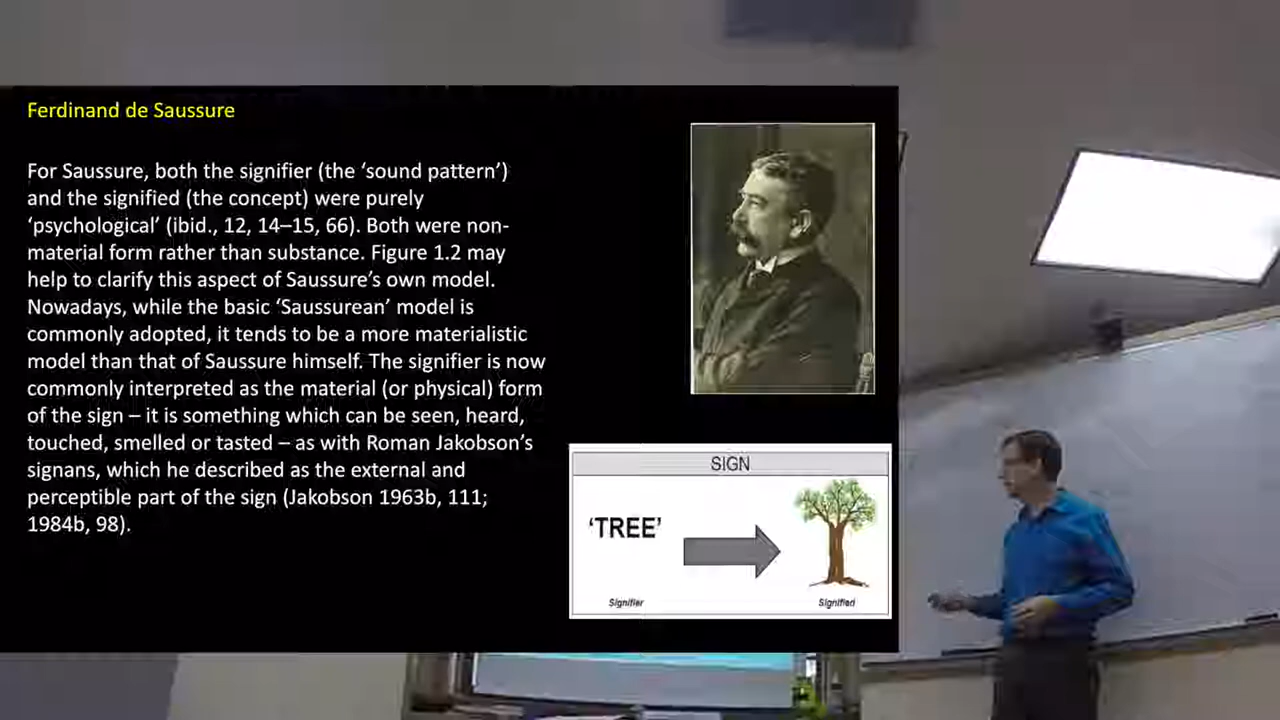 Ferdinand de Saussure
For Saussure, both the signifier (the ‘sound pattern’)
and the signified (the concept) were purely
‘psychological’ (ibid., 12, 14–15, 66). Both were non-
material form rather than substance. Figure 1.2 may
help to clarify this aspect of Saussure’s own model.
Nowadays, while the basic ‘Saussurean’ model is
commonly adopted, it tends to be a more materialistic
model than that of Saussure himself. The signifier is now
commonly interpreted as the material (or physical) form
of the sign – it is something which can be seen, heard,
touched, smelled or tasted – as with Roman Jakobson’s
signans, which he described as the external and
perceptible part of the sign (Jakobson 1963b, 111;
1984b, 98).
SIGN
‘TREE’
Signifier
Signified